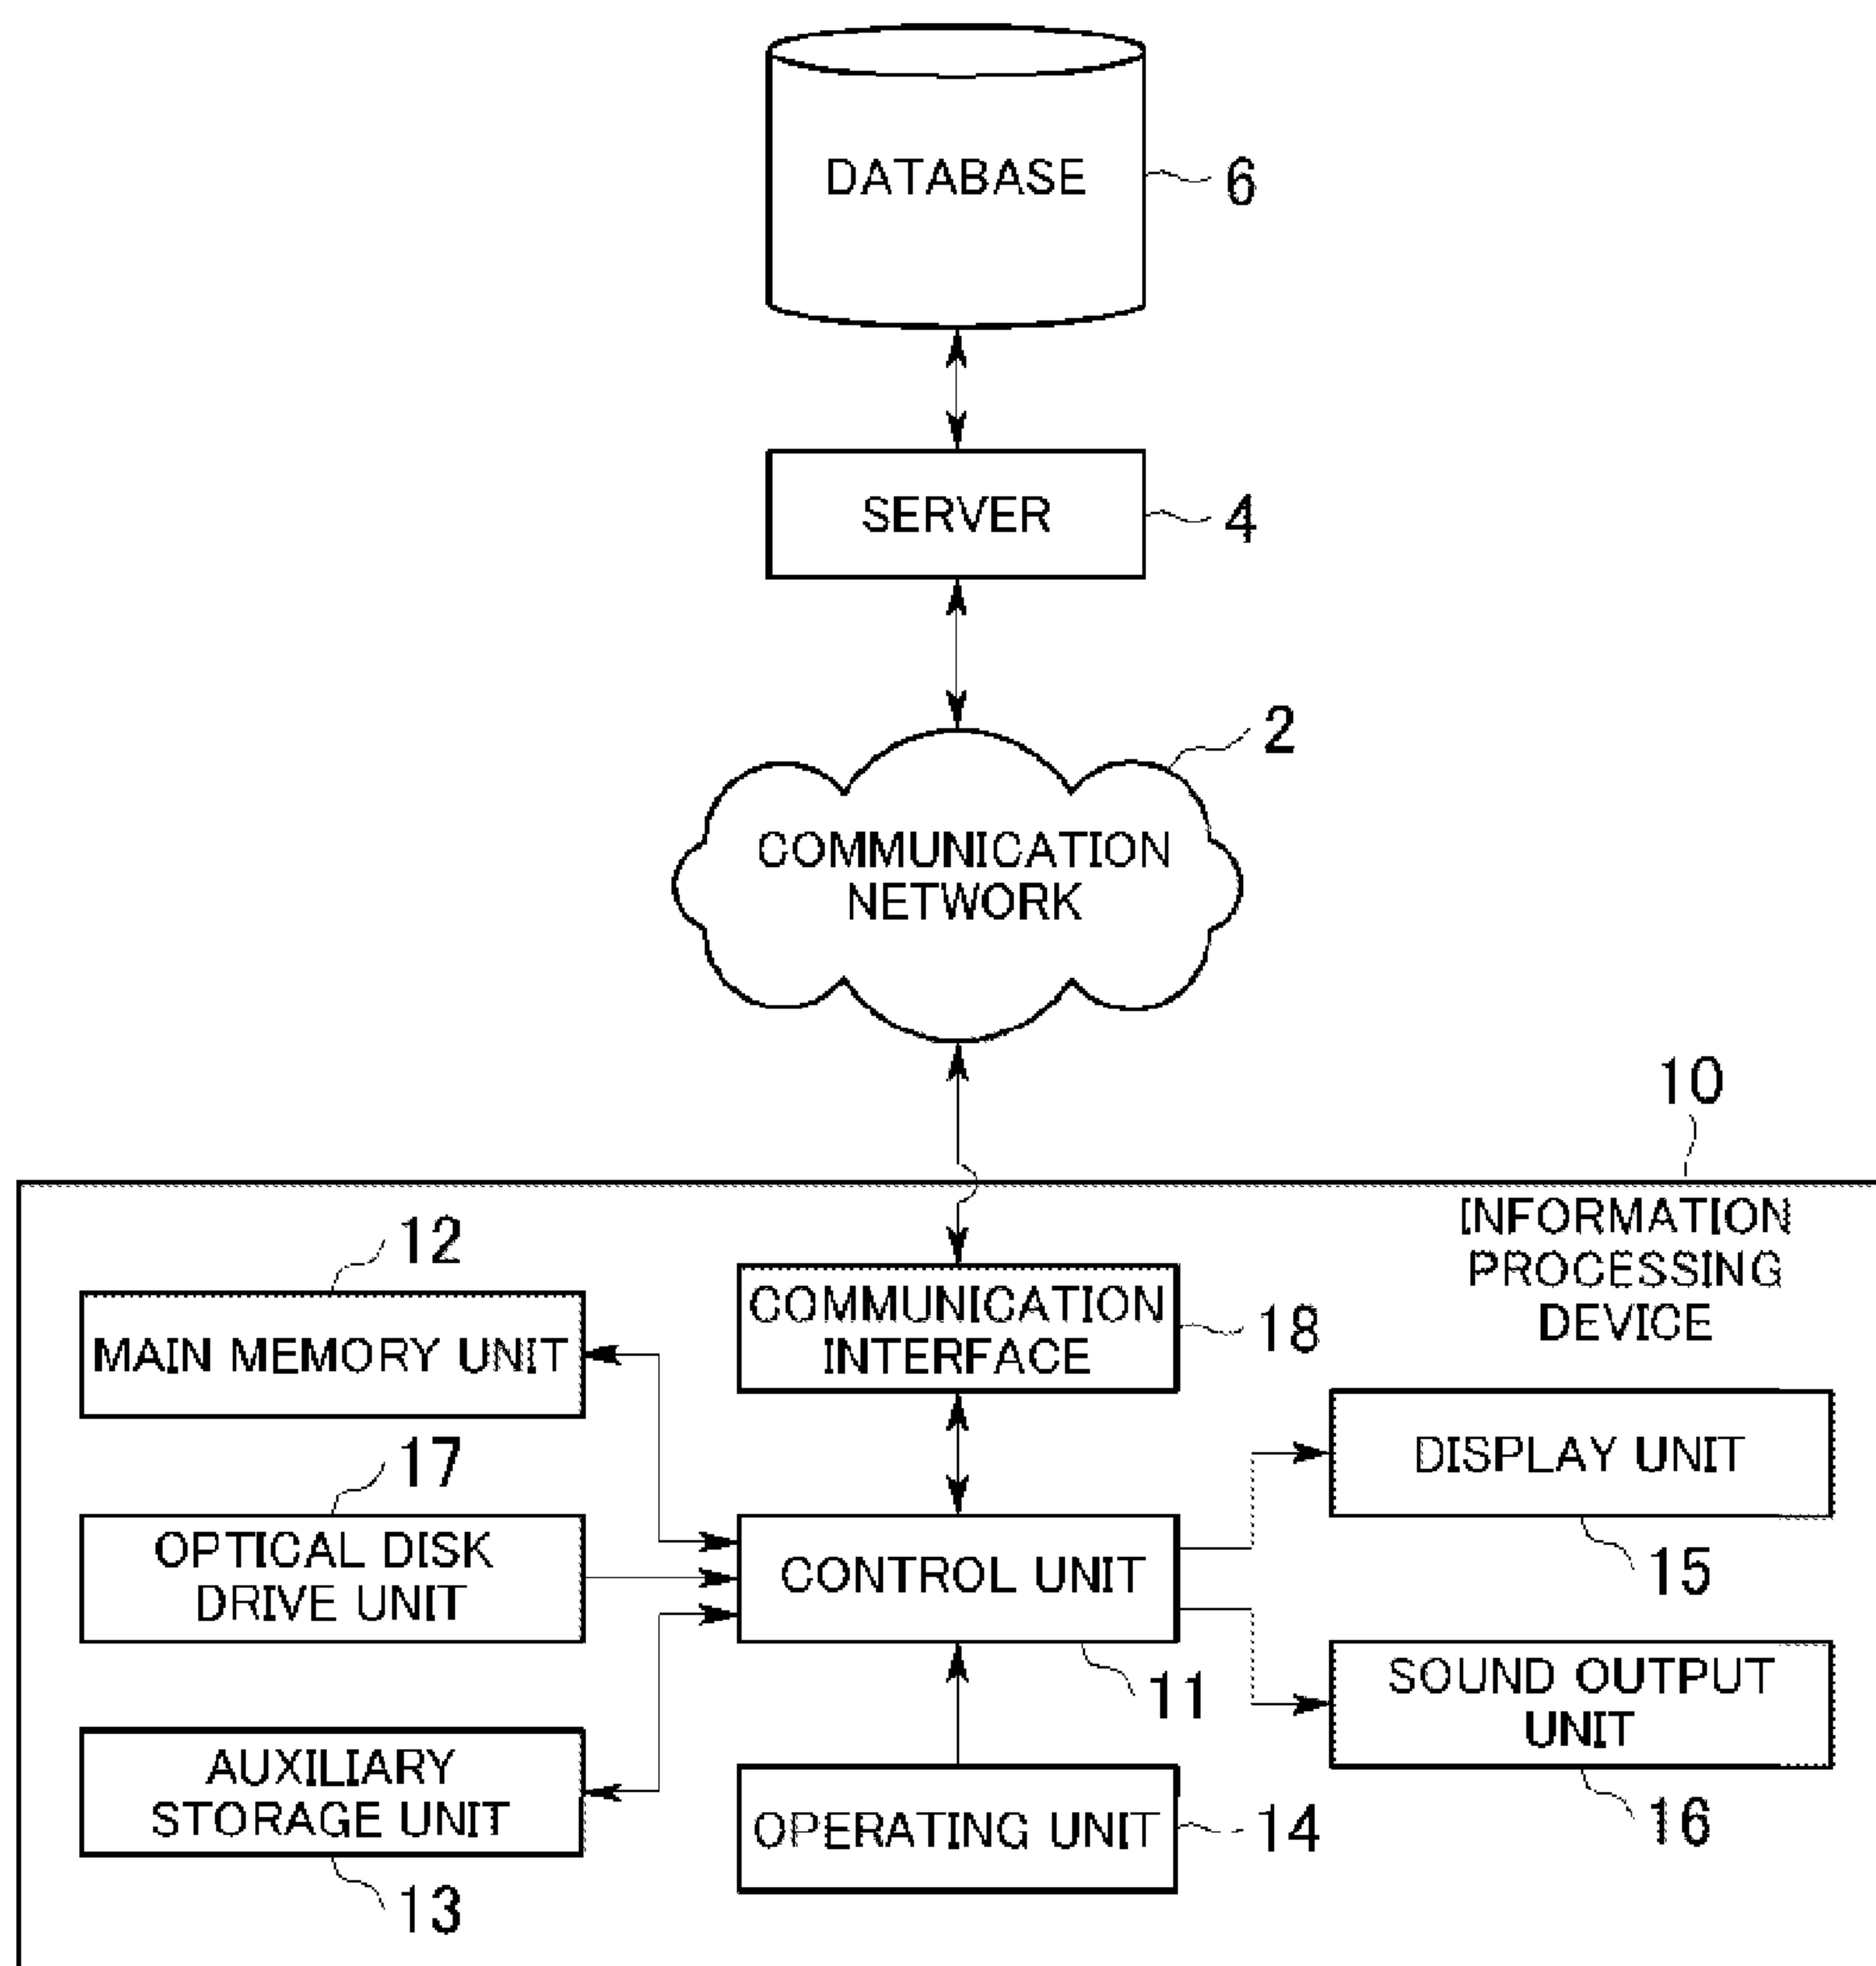 DATABASE
6
SERVER
4
2
COMMUNICATION
NETWORK
10
INFORMATION
PROCESSING
DEVICE
12
MAIN MEMORY UNIT
COMMUNICATION
INTERFACE
18
17
OPTICAL DISK
DRIVE UNIT
CONTROL UNIT
11
DISPLAY UNIT
15
AUXILIARY
STORAGE UNIT
13
OPERATING UNIT
14
SOUND OUTPUT
UNIT
16